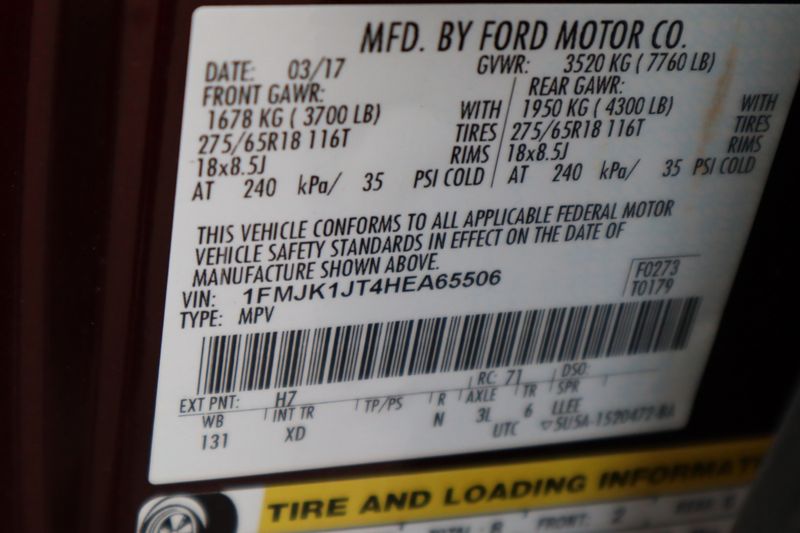 MFD. BY FORD MOTOR CO.
DATE: 03/17 GVWR: 3520 KG ( 7760 LB)
FRONT GAWR: REAR GAWR:
1678 KG ( 3700 LB) WITH 1950 KG ( 4300 LB) WITH
275/65R18 116T TIRES 275/65R18 116T TIRES
18x8.5J RIMS 18x8.5J RIMS
AT 240 kPa/ 35 PSI COLD AT 240 kPa/ 35 PSI COLD
THIS VEHICLE CONFORMS TO ALL APPLICABLE FEDERAL MOTOR
VEHICLE SAFETY STANDARDS IN EFFECT ON THE DATE OF
MANUFACTURE SHOWN ABOVE.
VIN: 1FMJK1JT4HEA65506 F0273
TYPE: MPV T0179
EXT PNT: H7 RC: 71 DSO:
WB INT TR TP/PS R AXLE TR SPR
131 XD N 3L 6 LLEE
UTC
TIRE AND LOADING INFORMAT
FRONT: 2